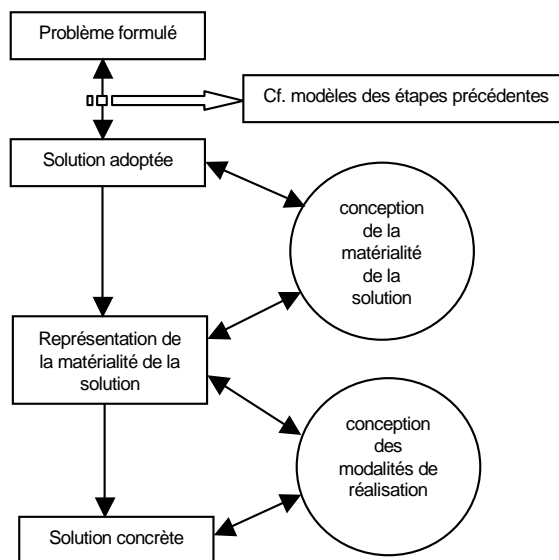 Problème formulé
Cf. modèles des étapes précédentes
Solution adoptée
conception
de la
matérialité
de la
solution
Représentation de
la matérialité de la
solution
conception
des
modalités de
réalisation
Solution concrète